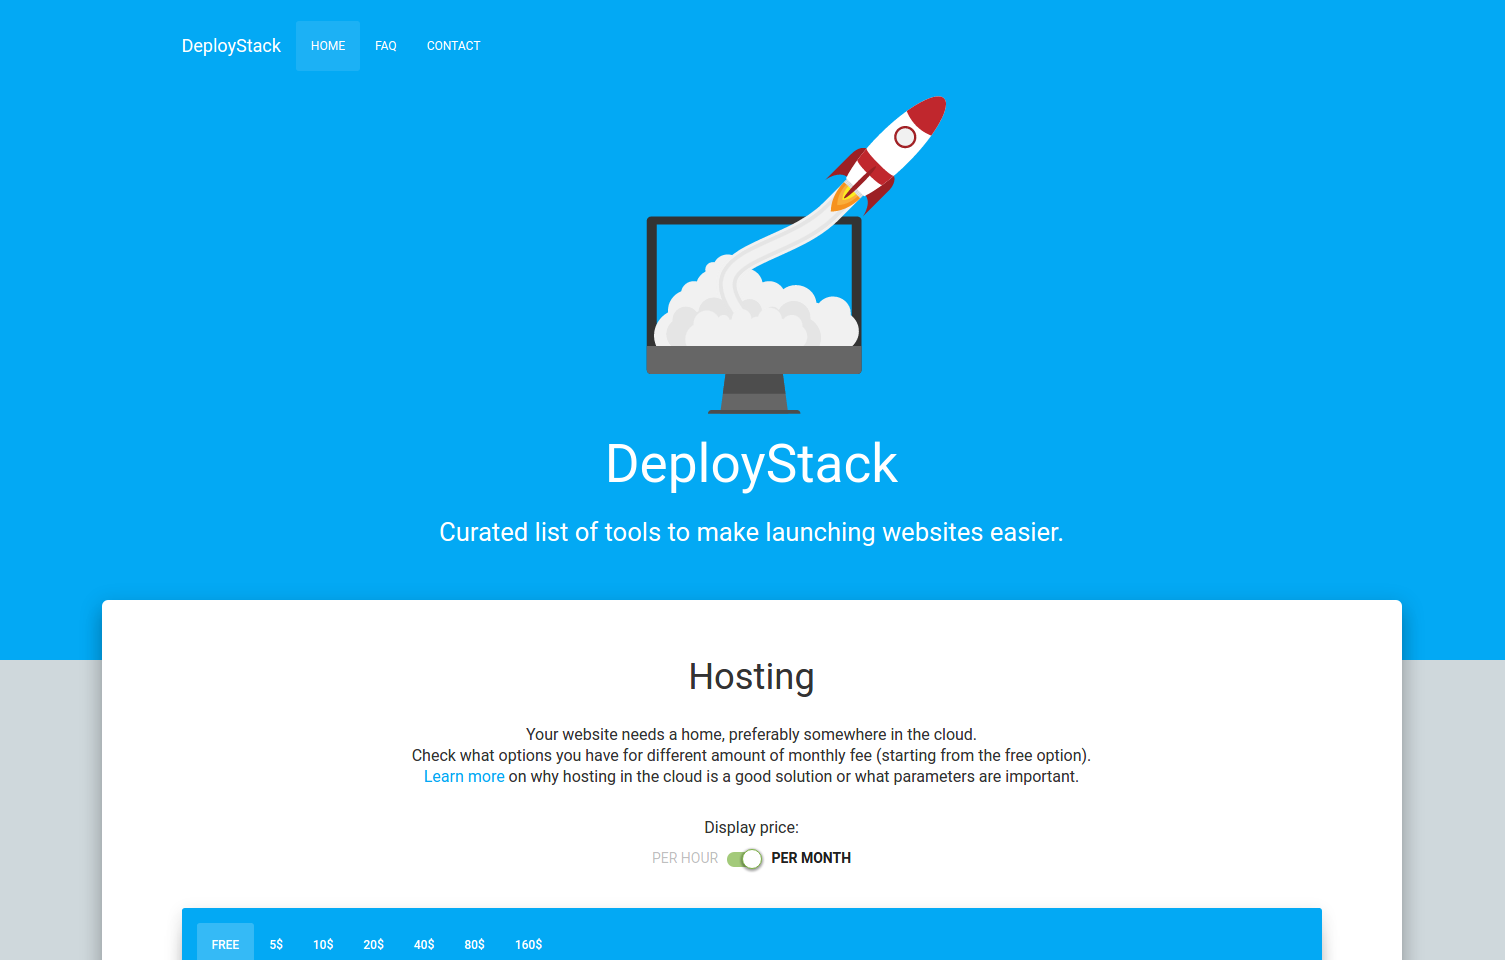 DeployStack HOME FAQ CONTACT
DeployStack
Curated list of tools to make launching websites easier.
Hosting
Your website needs a home, preferably somewhere in the cloud.
Check what options you have for different amount of monthly fee (starting from the free option).
Learn more on why hosting in the cloud is a good solution or what parameters are important.
Display price:
PER HOUR PER MONTH
FREE 5$ 10$ 20$ 40$ 80$ 160$